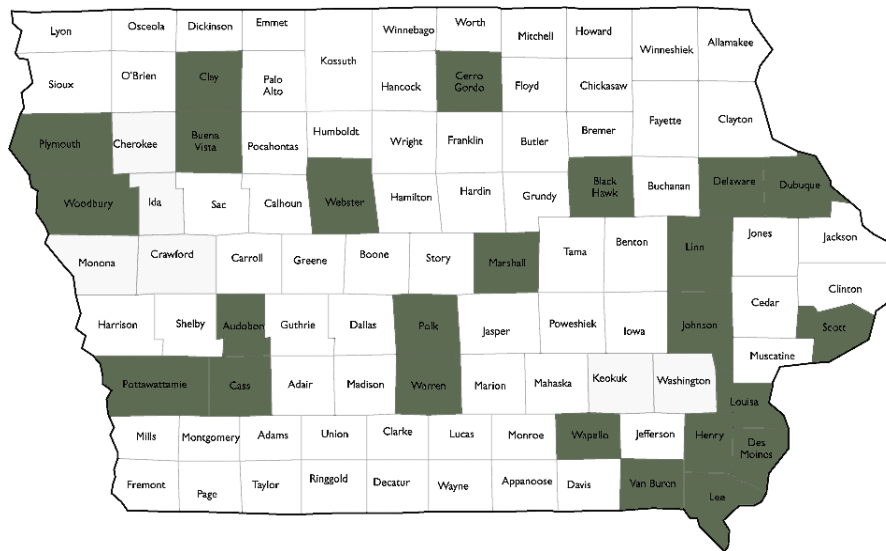 Lyon
Osceola
Dickinson
Emmet
Kossuth
Winnebago
Worth
Mitchell
Howard
Winneshiek
Allamakee
Sioux
O'Brien
Clay
Palo
Alto
Hancock
Cerro
Gordo
Floyd
Chickasaw
Fayette
Clayton
Plymouth
Cherokee
Buena
Vista
Pocahontas
Humboldt
Wright
Franklin
Butler
Bremer
Woodbury
Ida
Sac
Calhoun
Webster
Hamilton
Hardin
Grundy
Black
Hawk
Buchanan
Delaware
Dubuque
Monona
Crawford
Carroll
Greene
Boone
Story
Marshall
Tama
Benton
Linn
Jones
Jackson
Clinton
Harrison
Shelby
Audobon
Guthrie
Dallas
Polk
Jasper
Poweshiek
Iowa
Johnson
Cedar
Scott
Muscatine
Pottawattamie
Cass
Adair
Madison
Warren
Marion
Mahaska
Keokuk
Washington
Louisa
Mills
Montgomery
Adams
Union
Clarke
Lucas
Monroe
Wapello
Jefferson
Henry
Des
Moines
Fremont
Page
Taylor
Ringgold
Decatur
Wayne
Appanoose
Davis
Van Buron
Lee